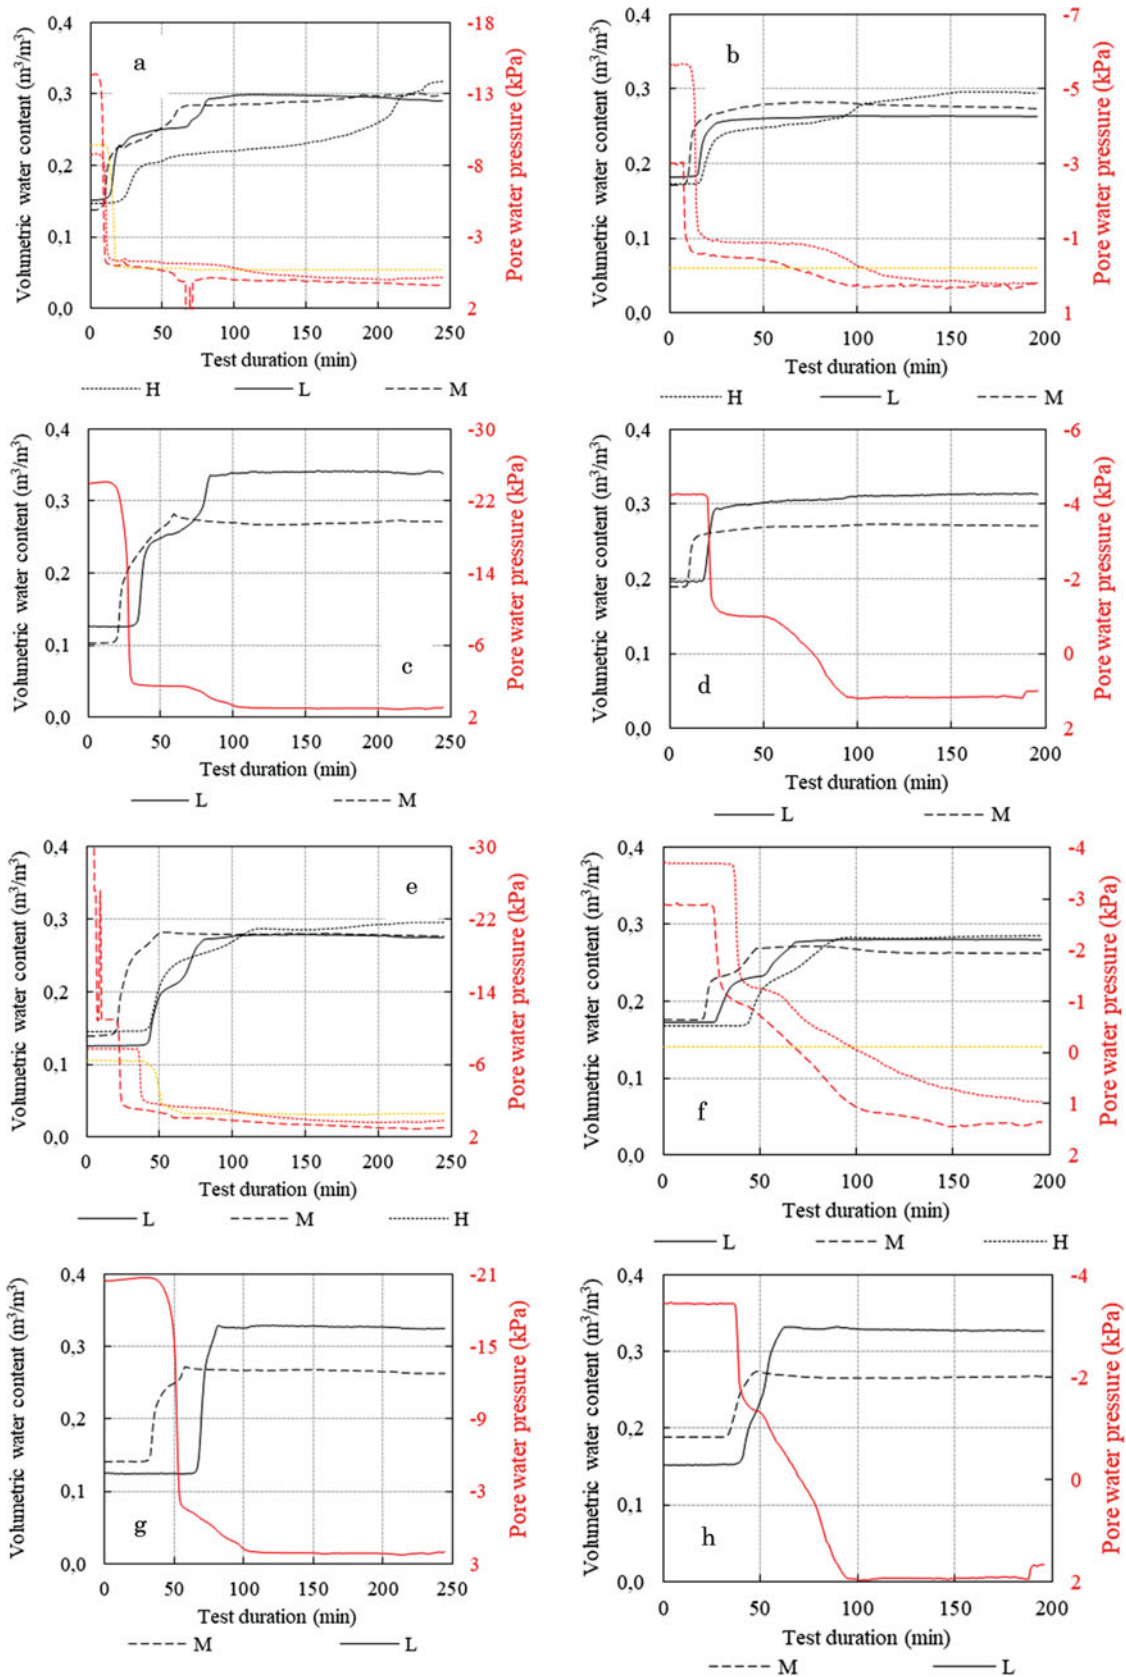 a
0,4
0,3
0,2
0,1
0,0
Volumetric water content (m³/m³)
-18
-13
-8
-3
2
Pore water pressure (kPa)
0 50 100 150 200 250
Test duration (min)
H L M
b
0,4
0,3
0,2
0,1
0,0
Volumetric water content (m³/m³)
-7
-5
-3
-1
1
Pore water pressure (kPa)
0 50 100 150 200
Test duration (min)
H L M
c
0,4
0,3
0,2
0,1
0,0
Volumetric water content (m³/m³)
-30
-22
-14
-6
2
Pore water pressure (kPa)
0 50 100 150 200 250
Test duration (min)
L M
d
0,4
0,3
0,2
0,1
0,0
Volumetric water content (m³/m³)
-6
-4
-2
0
2
Pore water pressure (kPa)
0 50 100 150 200
Test duration (min)
L M
e
0,4
0,3
0,2
0,1
0,0
Volumetric water content (m³/m³)
-30
-22
-14
-6
2
Pore water pressure (kPa)
0 50 100 150 200 250
Test duration (min)
L M H
f
0,4
0,3
0,2
0,1
0,0
Volumetric water content (m³/m³)
-4
-3
-2
-1
0
1
2
Pore water pressure (kPa)
0 50 100 150 200
Test duration (min)
L M H
g
0,4
0,3
0,2
0,1
0,0
Volumetric water content (m³/m³)
-21
-15
-9
-3
3
Pore water pressure (kPa)
0 50 100 150 200 250
Test duration (min)
M L
h
0,4
0,3
0,2
0,1
0,0
Volumetric water content (m³/m³)
-4
-2
0
2
Pore water pressure (kPa)
0 50 100 150 200
Test duration (min)
M L